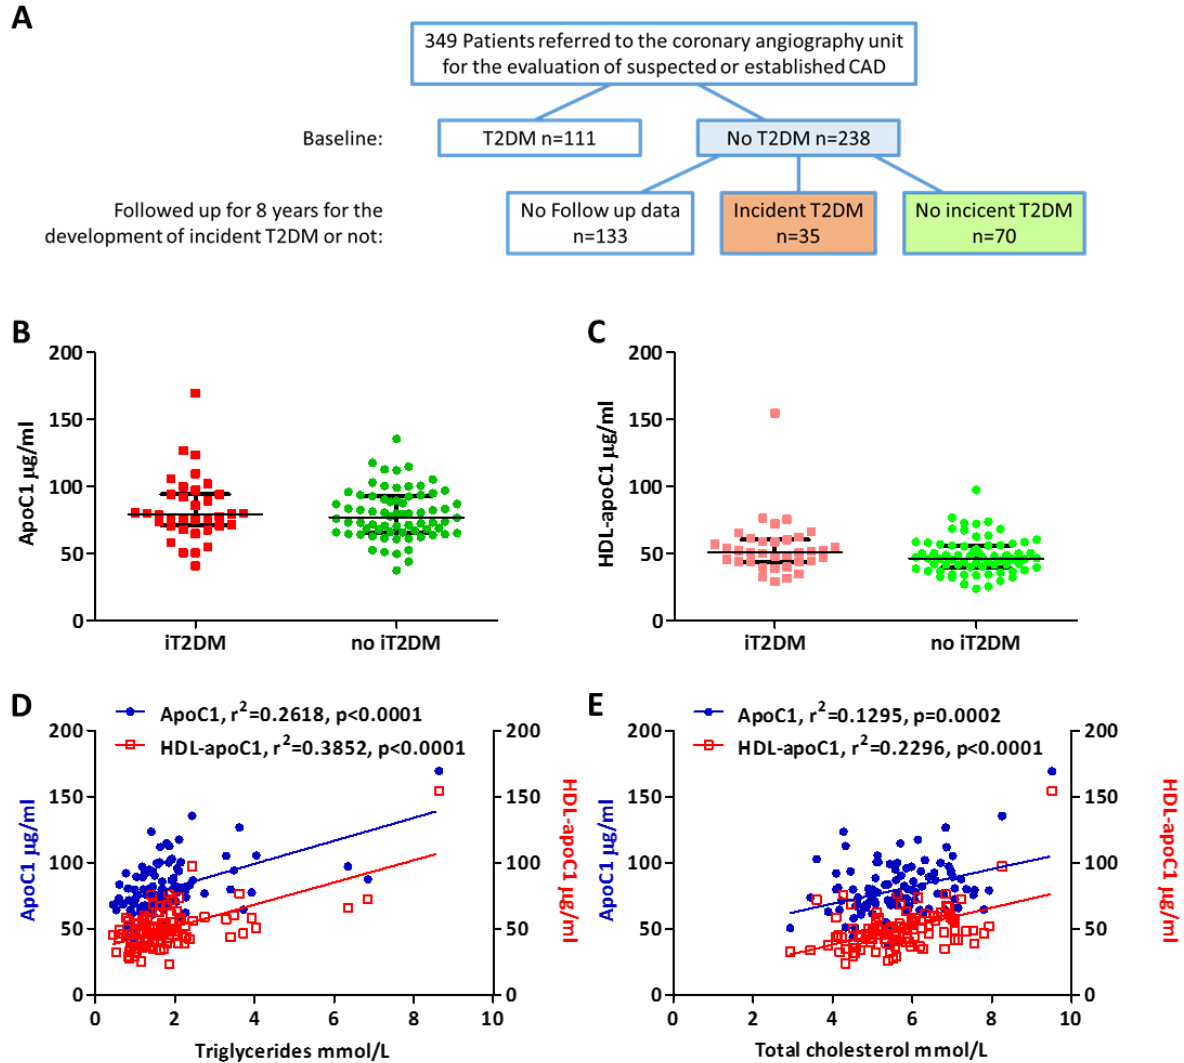 A
349 Patients referred to the coronary angiography unit
for the evaluation of suspected or established CAD
Baseline:
T2DM n=111
No T2DM n=238
Followed up for 8 years for the
development of incident T2DM or not:
No Follow up data
n=133
Incident T2DM
n=35
No incicent T2DM
n=70
B
ApoC1 µg/ml
200
150
100
50
0
iT2DM
no iT2DM
C
HDL-apoC1 µg/ml
200
150
100
50
0
iT2DM
no iT2DM
D
ApoC1, r²=0.2618, p<0.0001
HDL-apoC1, r²=0.3852, p<0.0001
ApoC1 µg/ml
200
150
100
50
0
200
150
100
50
0
HDL-apoC1 µg/ml
0 2 4 6 8 10
Triglycerides mmol/L
E
ApoC1, r²=0.1295, p=0.0002
HDL-apoC1, r²=0.2296, p<0.0001
ApoC1 µg/ml
200
150
100
50
0
200
150
100
50
0
HDL-apoC1 µg/ml
0 2 4 6 8 10
Total cholesterol mmol/L